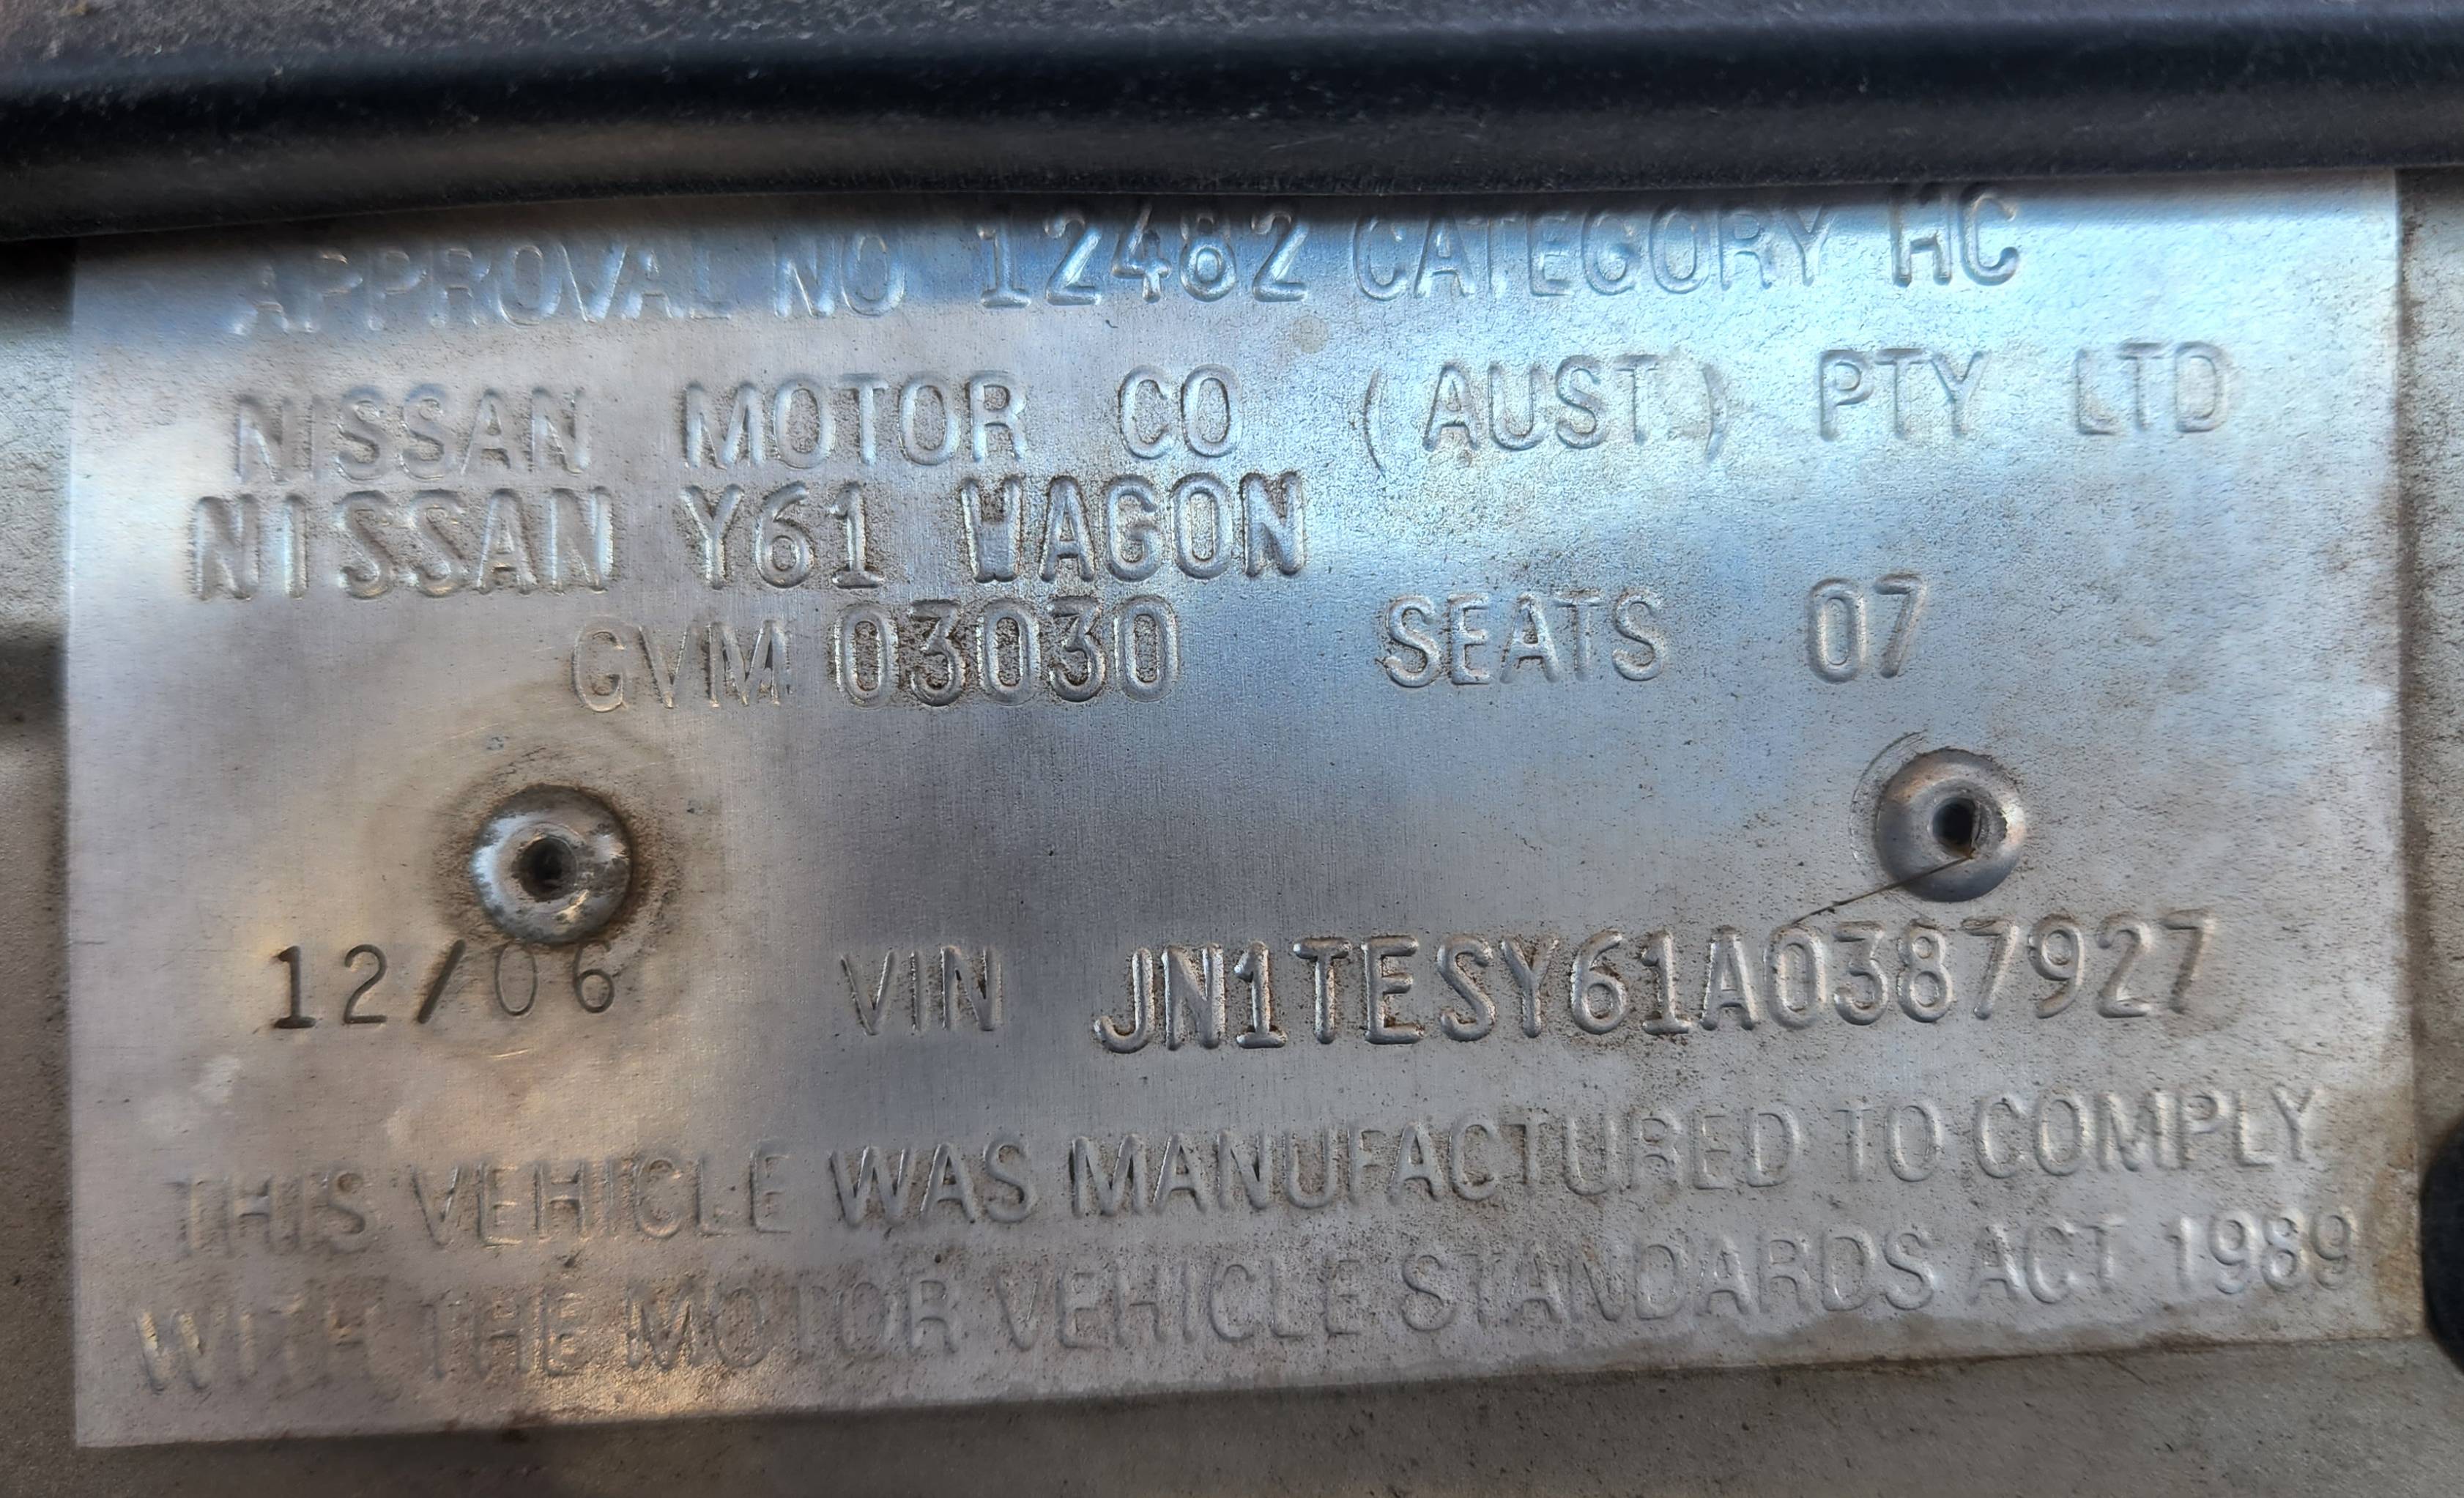 APPROVAL NO 12482 CATEGORY HC
NISSAN MOTOR CO (AUST) PTY LTD
NISSAN Y61 WAGON
GVM 03030 SEATS 07
12/06 VIN JN1TESY61A0387927
THIS VEHICLE WAS MANUFACTURED TO COMPLY
WITH THE MOTOR VEHICLE STANDARDS ACT 1989